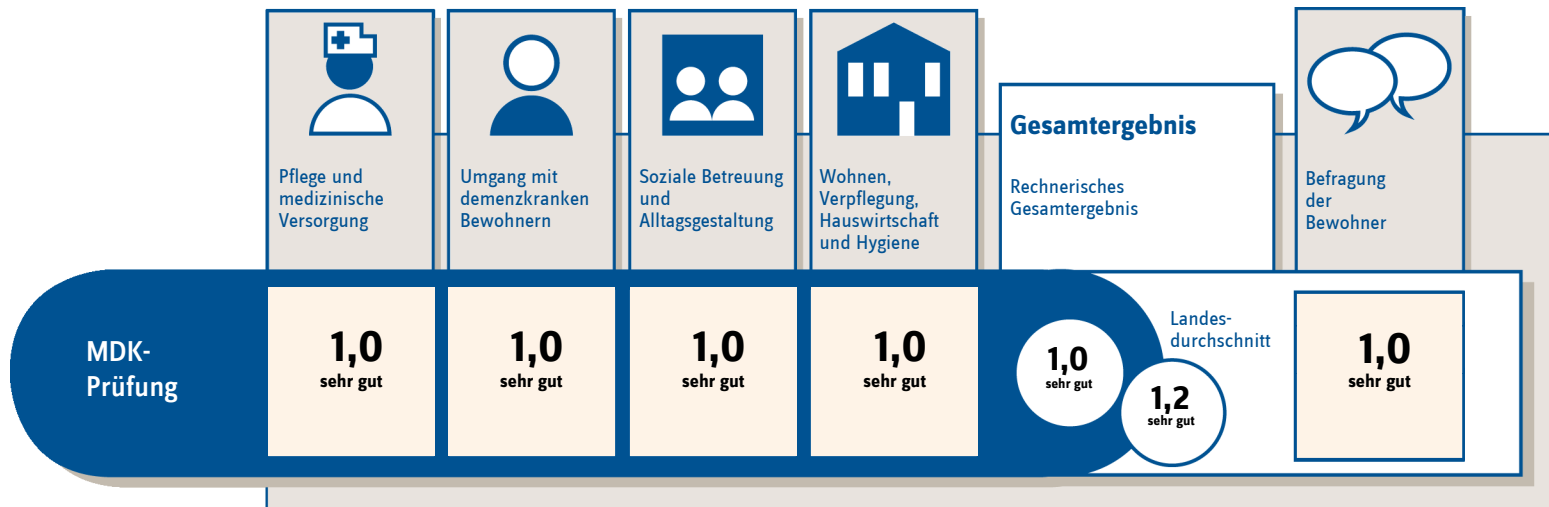 Pflege und
medizinische
Versorgung
Umgang mit
demenzkranken
Bewohnern
Soziale Betreuung
und
Alltagsgestaltung
Wohnen,
Verpflegung,
Hauswirtschaft
und Hygiene
Gesamtergebnis
Rechnerisches
Gesamtergebnis
Befragung
der
Bewohner
MDK-
Prüfung
1,0
sehr gut
1,0
sehr gut
1,0
sehr gut
1,0
sehr gut
1,0
sehr gut
Landes-
durchschnitt
1,2
sehr gut
1,0
sehr gut